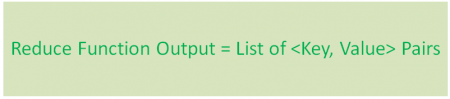 Reduce Function Output = List of <Key, Value> Pairs